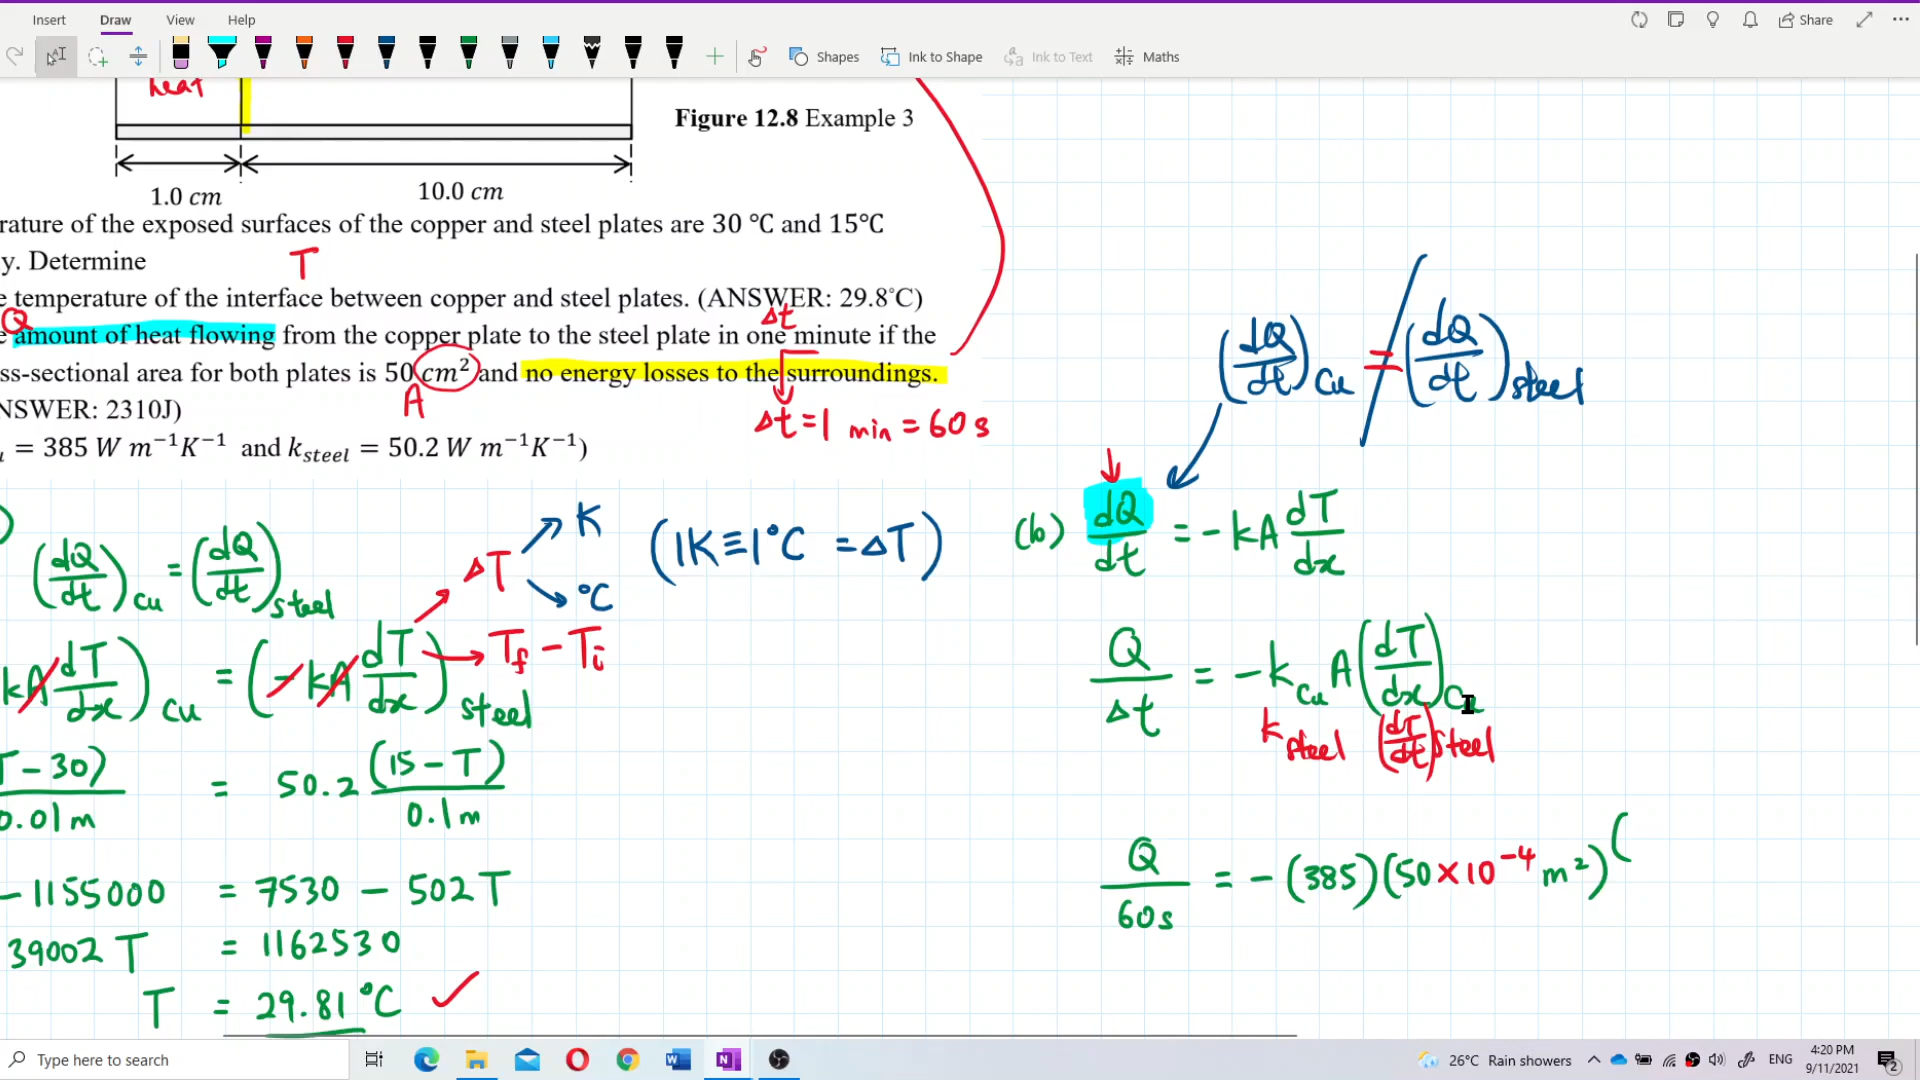 Insert Draw View Help
Share
Shapes Ink to Shape Ink to Text Maths
heat
Figure 12.8 Example 3
1.0 cm 10.0 cm
rature of the exposed surfaces of the copper and steel plates are 30 ℃ and 15℃
y. Determine
T
e temperature of the interface between copper and steel plates. (ANSWER: 29.8°C)
Q Δt
e amount of heat flowing from the copper plate to the steel plate in one minute if the
ss-sectional area for both plates is 50 cm² and no energy losses to the surroundings.
A
NSWER: 2310J)
Δt = 1 min = 60 s
= 385 W m⁻¹K⁻¹ and k_steel = 50.2 W m⁻¹K⁻¹)
(dQ/dt)Cu = (dQ/dt)steel
ΔT K
°C
Tf - Ti
(kA dT/dx)Cu = (-kA dT/dx)steel
T - 30)/0.01m = 50.2 (15 - T)/0.1m
-1155000 = 7530 - 502T
39002 T = 1162530
T = 29.81 °C ✓
(1K ≡ 1°C = ΔT)
(dQ/dt)Cu = (dQ/dt)steel
(b) dQ/dt = -kA dT/dx
Q/Δt = -kCu A (dT/dx)Cu
ksteel (dT/dt)steel
Q/60s = -(385)(50 × 10⁻⁴ m²)(
Type here to search
26°C Rain showers
ENG
4:20 PM
9/11/2021
2